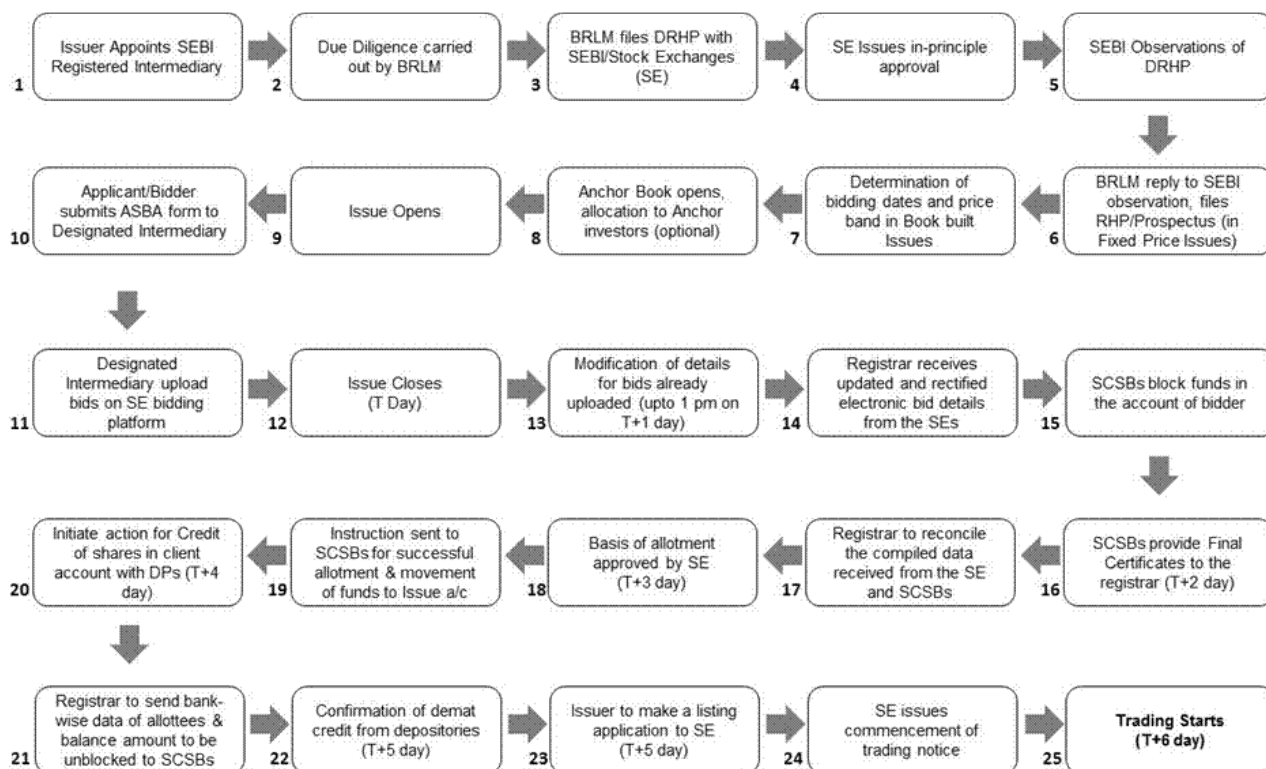 Issuer Appoints SEBI
Registered Intermediary
1
Due Diligence carried
out by BRLM
2
BRLM files DRHP with
SEBI/Stock Exchanges
(SE)
3
SE Issues in-principle
approval
4
SEBI Observations of
DRHP
5
BRLM reply to SEBI
observation, files
RHP/Prospectus (in
Fixed Price Issues)
6
Determination of
bidding dates and price
band in Book built
Issues
7
Anchor Book opens,
allocation to Anchor
investors (optional)
8
Issue Opens
9
Applicant/Bidder
submits ASBA form to
Designated Intermediary
10
Designated
Intermediary upload
bids on SE bidding
platform
11
Issue Closes
(T Day)
12
Modification of details
for bids already
uploaded (upto 1 pm on
T+1 day)
13
Registrar receives
updated and rectified
electronic bid details
from the SEs
14
SCSBs block funds in
the account of bidder
15
SCSBs provide Final
Certificates to the
registrar (T+2 day)
16
Registrar to reconcile
the compiled data
received from the SE
and SCSBs
17
Basis of allotment
approved by SE
(T+3 day)
18
Instruction sent to
SCSBs for successful
allotment & movement
of funds to Issue a/c
19
Initiate action for Credit
of shares in client
account with DPs (T+4
day)
20
Registrar to send bank-
wise data of allottees &
balance amount to be
unblocked to SCSBs
21
Confirmation of demat
credit from depositories
(T+5 day)
22
Issuer to make a listing
application to SE
(T+5 day)
23
SE issues
commencement of
trading notice
24
Trading Starts
(T+6 day)
25